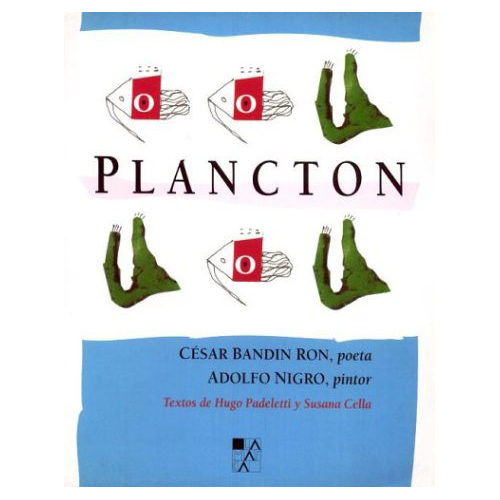 O O
PLANCTON
O
CÉSAR BANDIN RON, poeta
ADOLFO NIGRO, pintor
Textos de Hugo Padeletti y Susana Cella